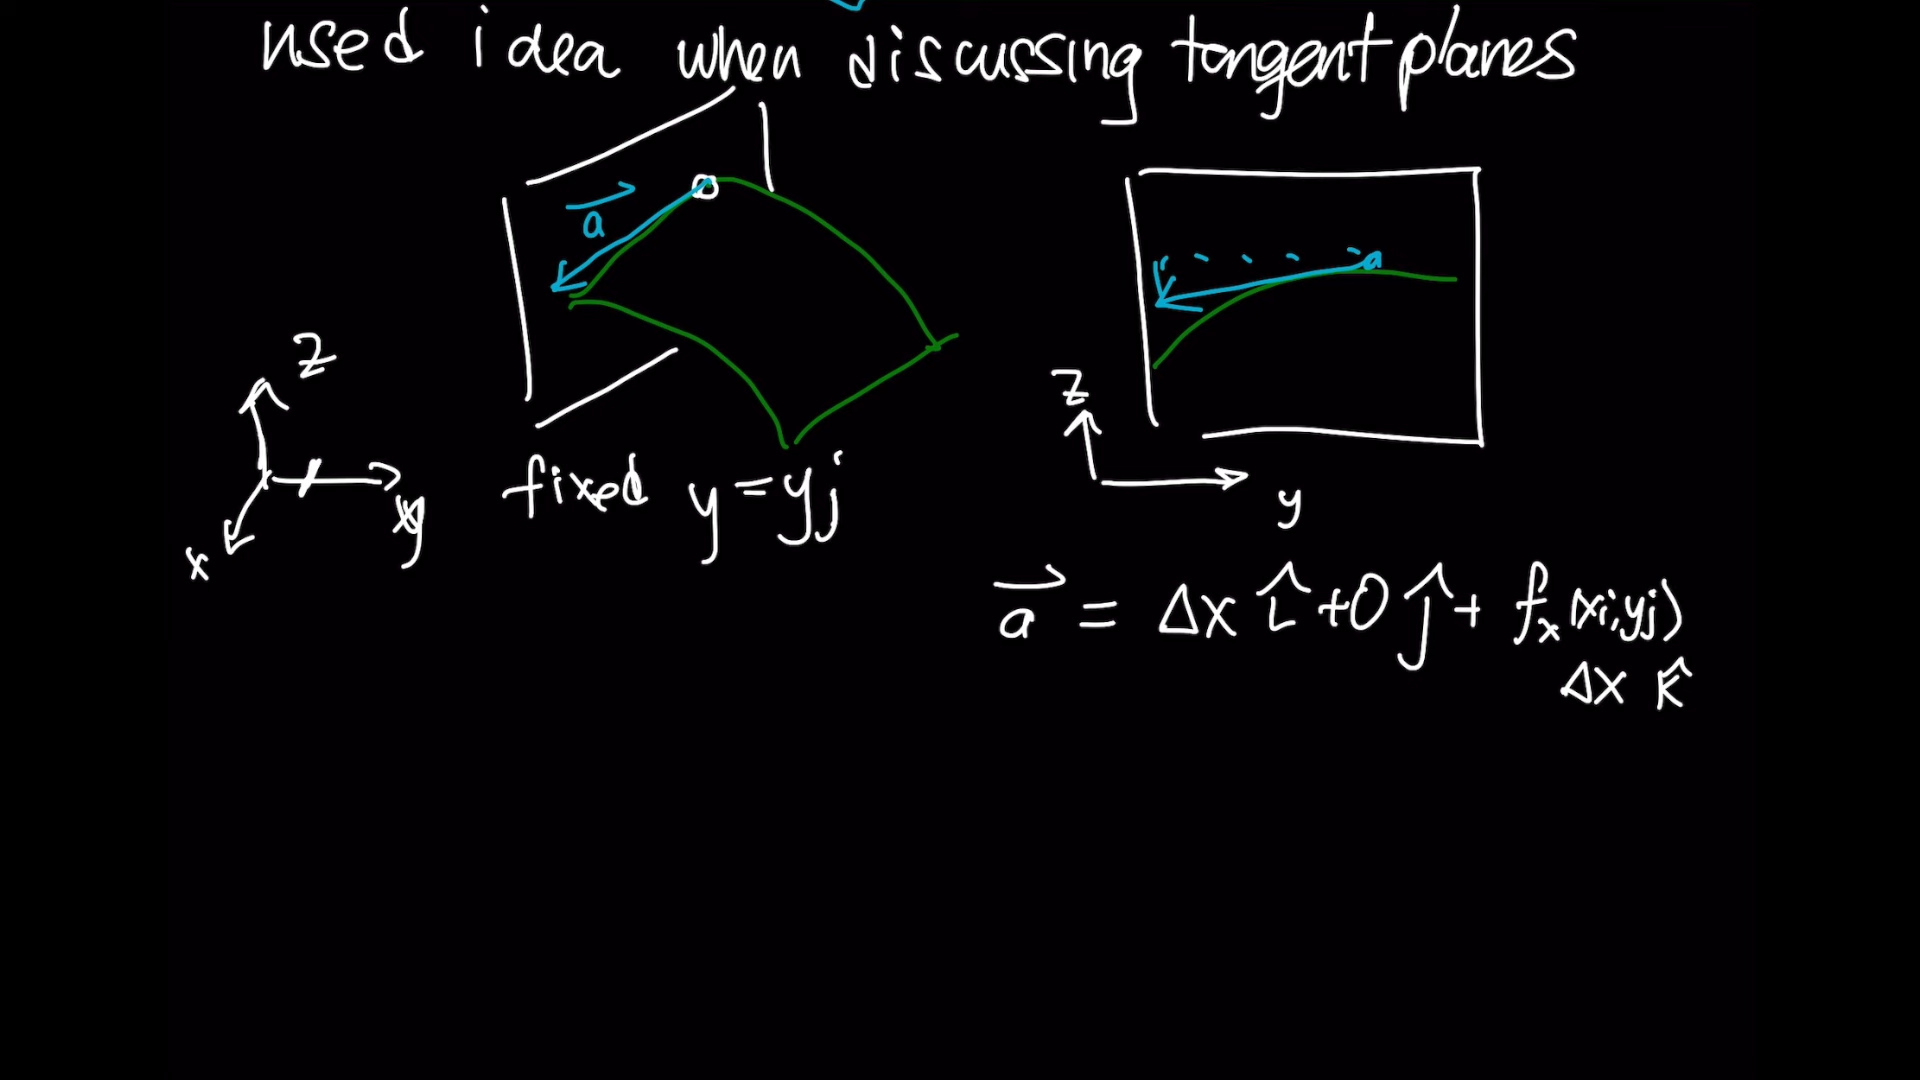 used idea when discussing tangent planes
a
a
z
z
x
y
fixed y=yj
y
a = Δx î + 0 ĵ + fx (xi,yj)
Δx k̂